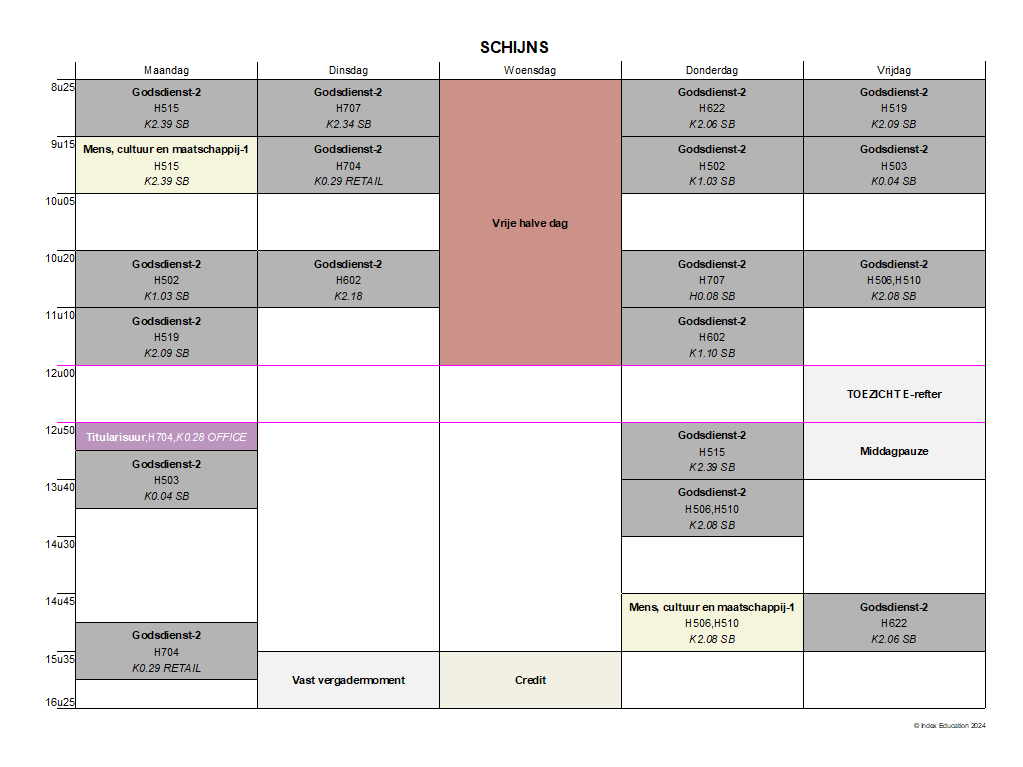 SCHIJNS
Maandag
Dinsdag
Woensdag
Donderdag
Vrijdag
8u25
9u15
10u05
10u20
11u10
12u00
12u50
13u40
14u30
14u45
15u35
16u25
Godsdienst-2
H515
K2.39 SB
Mens, cultuur en maatschappij-1
H515
K2.39 SB
Godsdienst-2
H502
K1.03 SB
Godsdienst-2
H519
K2.09 SB
Titularisuur,H704,K0.28 OFFICE
Godsdienst-2
H503
K0.04 SB
Godsdienst-2
H704
K0.29 RETAIL
Godsdienst-2
H707
K2.34 SB
Godsdienst-2
H704
K0.29 RETAIL
Godsdienst-2
H602
K2.18
Vast vergadermoment
Vrije halve dag
Credit
Godsdienst-2
H622
K2.06 SB
Godsdienst-2
H502
K1.03 SB
Godsdienst-2
H707
H0.08 SB
Godsdienst-2
H602
K1.10 SB
Godsdienst-2
H515
K2.39 SB
Godsdienst-2
H506,H510
K2.08 SB
Mens, cultuur en maatschappij-1
H506,H510
K2.08 SB
Godsdienst-2
H519
K2.09 SB
Godsdienst-2
H503
K0.04 SB
Godsdienst-2
H506,H510
K2.08 SB
TOEZICHT E-refter
Middagpauze
Godsdienst-2
H622
K2.06 SB
© Index Education 2024